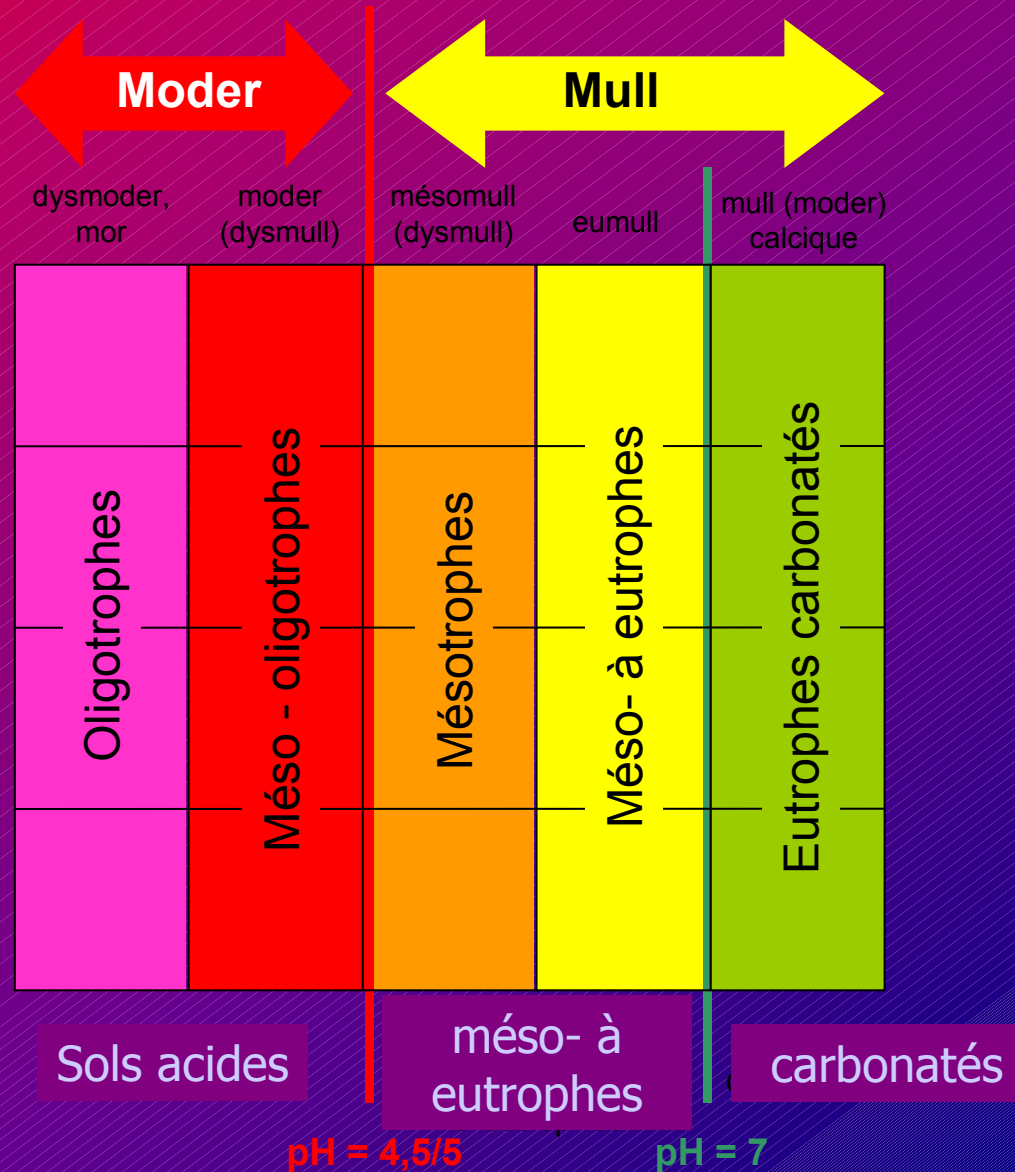 Moder
Mull
dysmoder,
mor
moder
(dysmull)
mésomull
(dysmull)
eumull
mull (moder)
calcique
Oligotrophes
Méso - oligotrophes
Mésotrophes
Méso- à eutrophes
Eutrophes carbonatés
Sols acides
méso- à
eutrophes
carbonatés
pH = 4,5/5
pH = 7